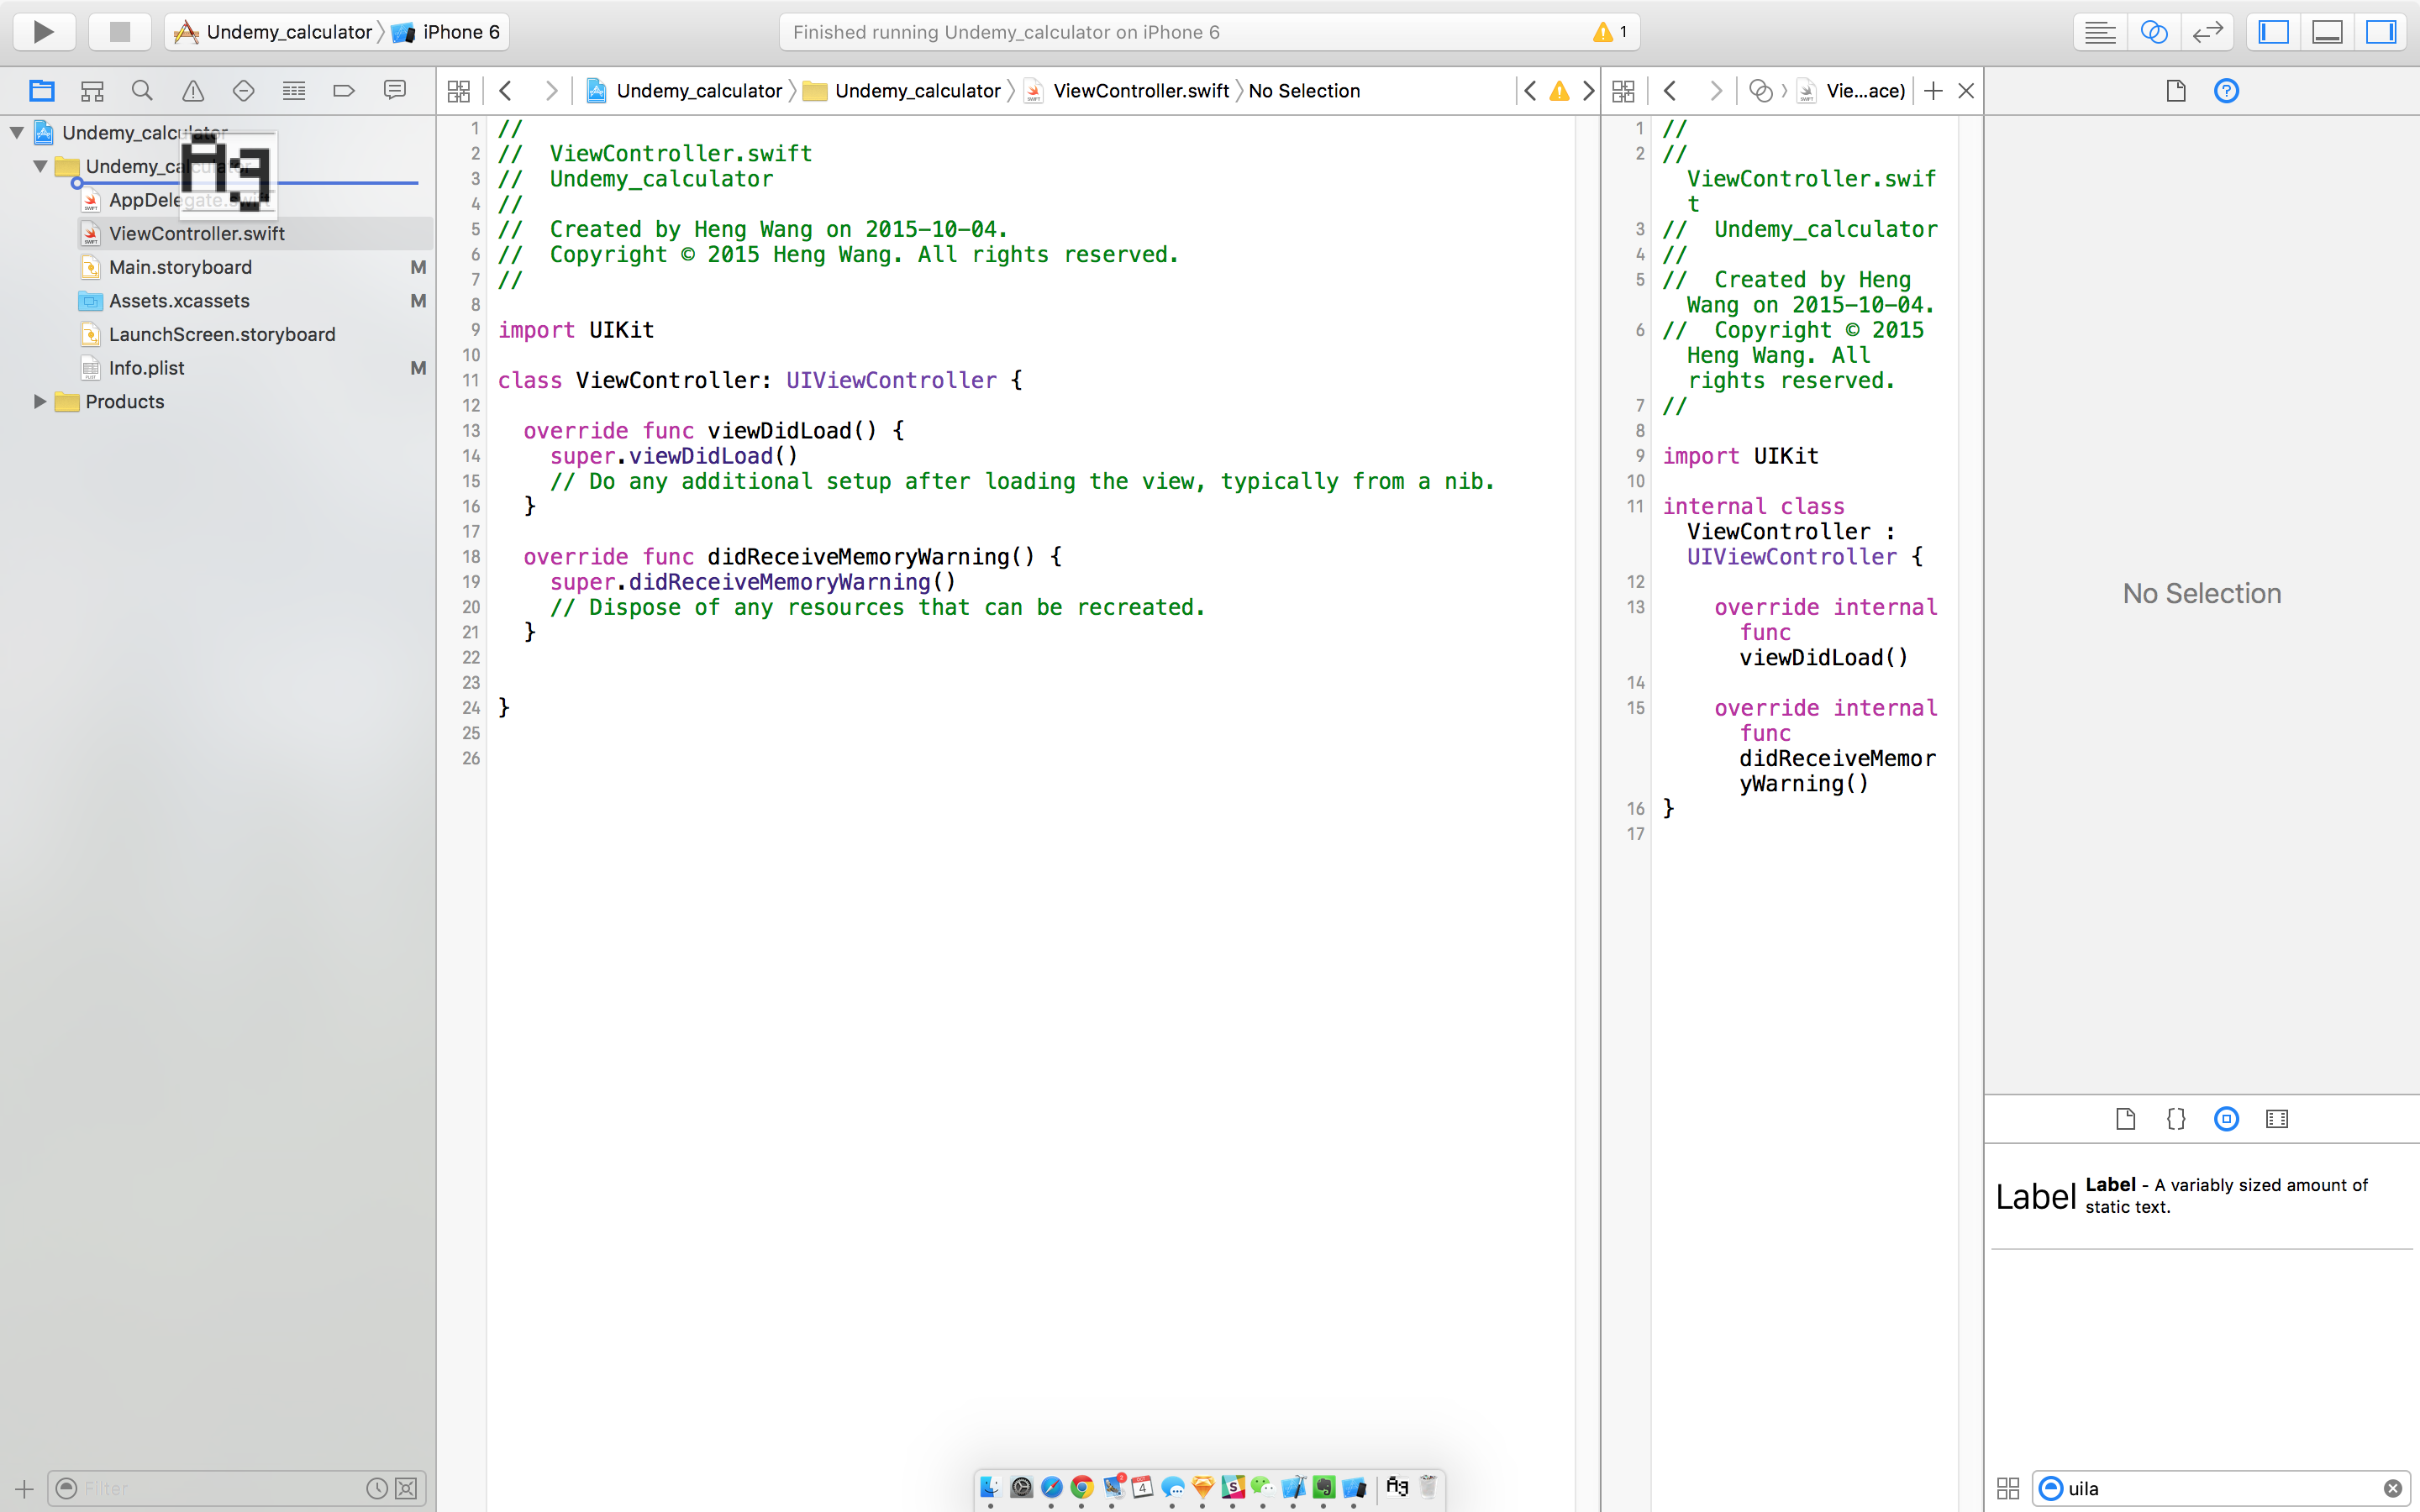 Undemy_calculator iPhone 6
Finished running Undemy_calculator on iPhone 6
1
Undemy_calculator Undemy_calculator ViewController.swift No Selection
Vie...ace)
Undemy_calculator
Undemy_calculator
AppDelegate.swift
ViewController.swift
Main.storyboard M
Assets.xcassets M
LaunchScreen.storyboard
Info.plist M
Products
Ag
Filter
1 //
2 //  ViewController.swift
3 //  Undemy_calculator
4 //
5 //  Created by Heng Wang on 2015-10-04.
6 //  Copyright © 2015 Heng Wang. All rights reserved.
7 //
8
9 import UIKit
10
11 class ViewController: UIViewController {
12
13   override func viewDidLoad() {
14     super.viewDidLoad()
15     // Do any additional setup after loading the view, typically from a nib.
16   }
17
18   override func didReceiveMemoryWarning() {
19     super.didReceiveMemoryWarning()
20     // Dispose of any resources that can be recreated.
21   }
22
23
24 }
25
26
1 //
2 //
ViewController.swif
t
3 //  Undemy_calculator
4 //
5 //  Created by Heng
Wang on 2015-10-04.
6 //  Copyright © 2015
Heng Wang. All
rights reserved.
7 //
8
9 import UIKit
10
11 internal class
ViewController :
UIViewController {
12
13     override internal
func
viewDidLoad()
14
15     override internal
func
didReceiveMemor
yWarning()
16 }
17
No Selection
Label
Label - A variably sized amount of
static text.
uila
4
Ag